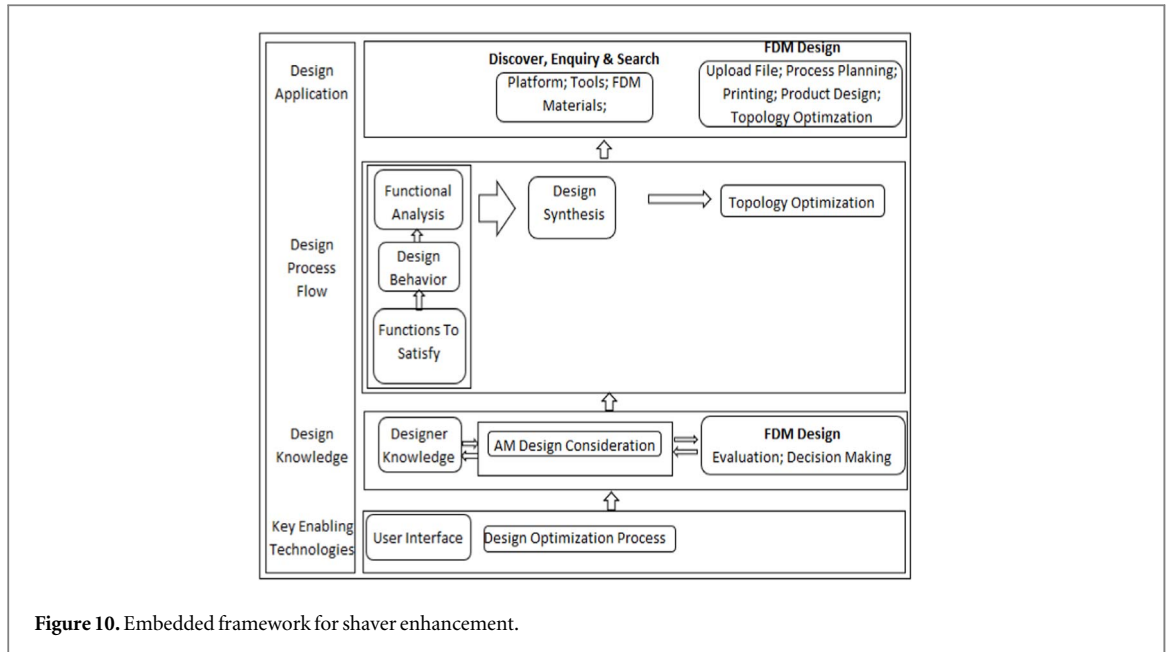 Design
Application
Discover, Enquiry & Search
Platform; Tools; FDM
Materials;
FDM Design
Upload File; Process Planning;
Printing; Product Design;
Topology Optimzation
Design
Process
Flow
Functional
Analysis
Design
Behavior
Functions To
Satisfy
Design
Synthesis
Topology Optimization
Design
Knowledge
Designer
Knowledge
AM Design Consideration
FDM Design
Evaluation; Decision Making
Key Enabling
Technologies
User Interface
Design Optimization Process
Figure 10. Embedded framework for shaver enhancement.